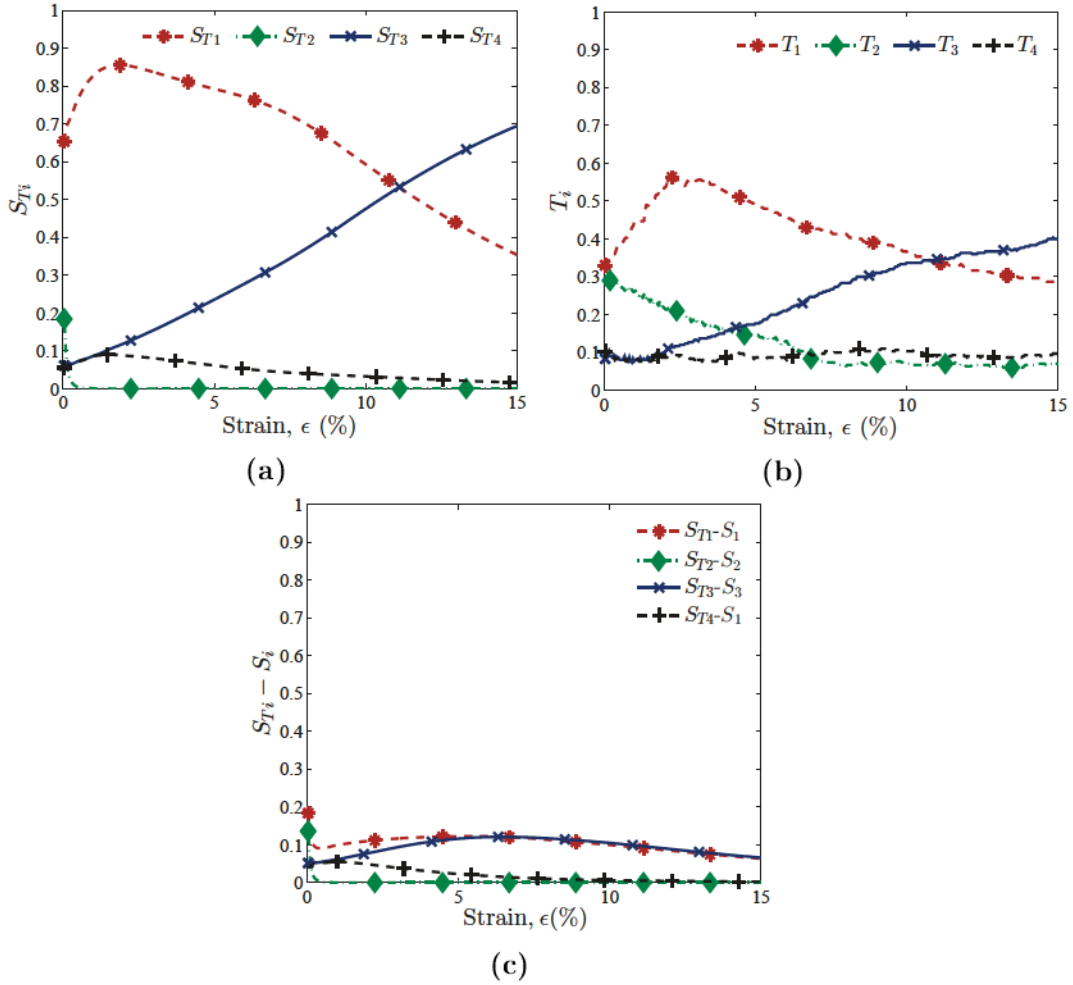 S_{T1} S_{T2} S_{T3} S_{T4}
1
0.9
0.8
0.7
0.6
0.5
0.4
0.3
0.2
0.1
0
S_{Ti}
0 5 10 15
Strain, ϵ (%)
(a)
T_1 T_2 T_3 T_4
1
0.9
0.8
0.7
0.6
0.5
0.4
0.3
0.2
0.1
0
T_i
0 5 10 15
Strain, ϵ (%)
(b)
S_{T1}-S_1
S_{T2}-S_2
S_{T3}-S_3
S_{T4}-S_1
1
0.9
0.8
0.7
0.6
0.5
0.4
0.3
0.2
0.1
0
S_{Ti} − S_i
0 5 10 15
Strain, ϵ(%)
(c)